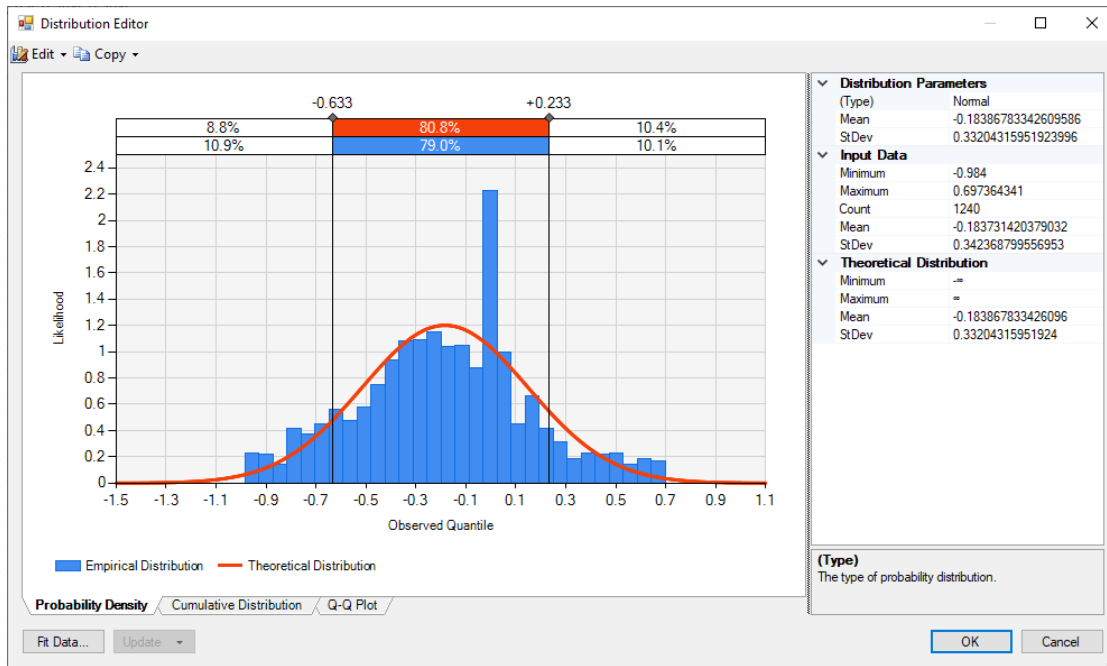 Distribution Editor
Edit Copy
-0.633 +0.233
8.8% 80.8% 10.4%
10.9% 79.0% 10.1%
2.4
2.2
2
1.8
1.6
1.4
1.2
1
0.8
0.6
0.4
0.2
0
Likelihood
-1.5 -1.3 -1.1 -0.9 -0.7 -0.5 -0.3 -0.1 0.1 0.3 0.5 0.7 0.9 1.1
Observed Quantile
Empirical Distribution Theoretical Distribution
Probability Density Cumulative Distribution Q-Q Plot
Distribution Parameters
(Type) Normal
Mean -0.18386783342609586
StDev 0.33204315951923996
Input Data
Minimum -0.984
Maximum 0.697364341
Count 1240
Mean -0.183731420379032
StDev 0.342368799556953
Theoretical Distribution
Minimum -∞
Maximum ∞
Mean -0.183867833426096
StDev 0.33204315951924
(Type)
The type of probability distribution.
Fit Data... Update OK Cancel